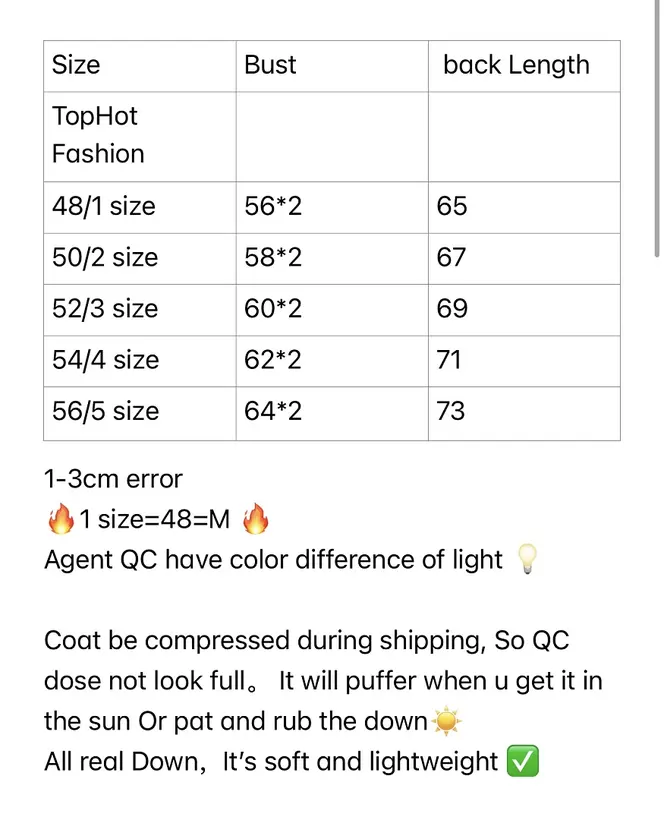 Size Bust back Length
TopHot
Fashion
48/1 size 56*2 65
50/2 size 58*2 67
52/3 size 60*2 69
54/4 size 62*2 71
56/5 size 64*2 73
1-3cm error
🔥1 size=48=M 🔥
Agent QC have color difference of light 💡
Coat be compressed during shipping, So QC
dose not look full。 It will puffer when u get it in
the sun Or pat and rub the down☀️
All real Down，It’s soft and lightweight ✅